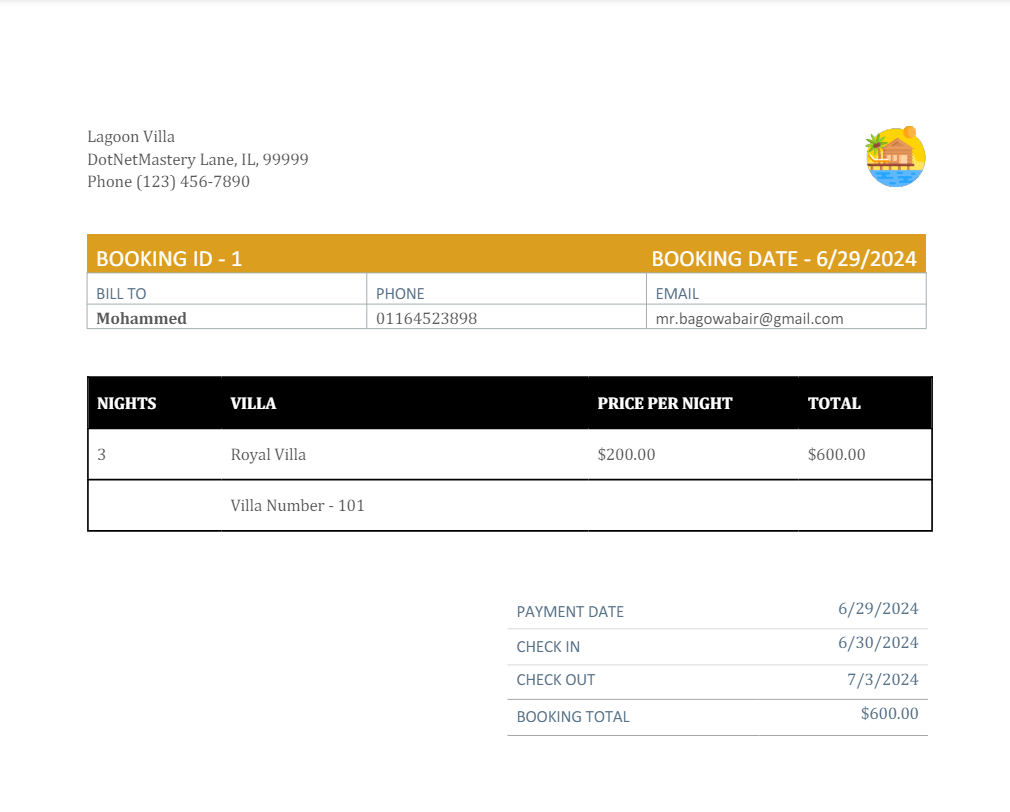 Lagoon Villa
DotNetMastery Lane, IL, 99999
Phone (123) 456-7890
BOOKING ID - 1 BOOKING DATE - 6/29/2024
BILL TO PHONE EMAIL
Mohammed 01164523898 mr.bagowabair@gmail.com
NIGHTS VILLA PRICE PER NIGHT TOTAL
3 Royal Villa $200.00 $600.00
Villa Number - 101
PAYMENT DATE 6/29/2024
CHECK IN 6/30/2024
CHECK OUT 7/3/2024
BOOKING TOTAL $600.00